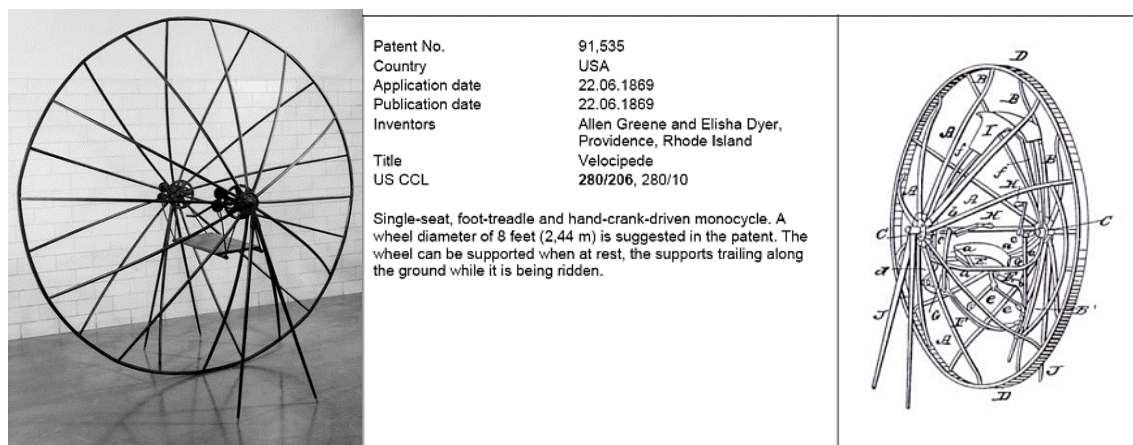 Patent No. 91,535
Country USA
Application date 22.06.1869
Publication date 22.06.1869
Inventors Allen Greene and Elisha Dyer,
Providence, Rhode Island
Title Velocipede
US CCL 280/206, 280/10
Single-seat, foot-treadle and hand-crank-driven monocycle. A
wheel diameter of 8 feet (2,44 m) is suggested in the patent. The
wheel can be supported when at rest, the supports trailing along
the ground while it is being ridden.
D
B
B
A
I
A
H
A
C
H
C
a
J
G
E'
e
A
J
D